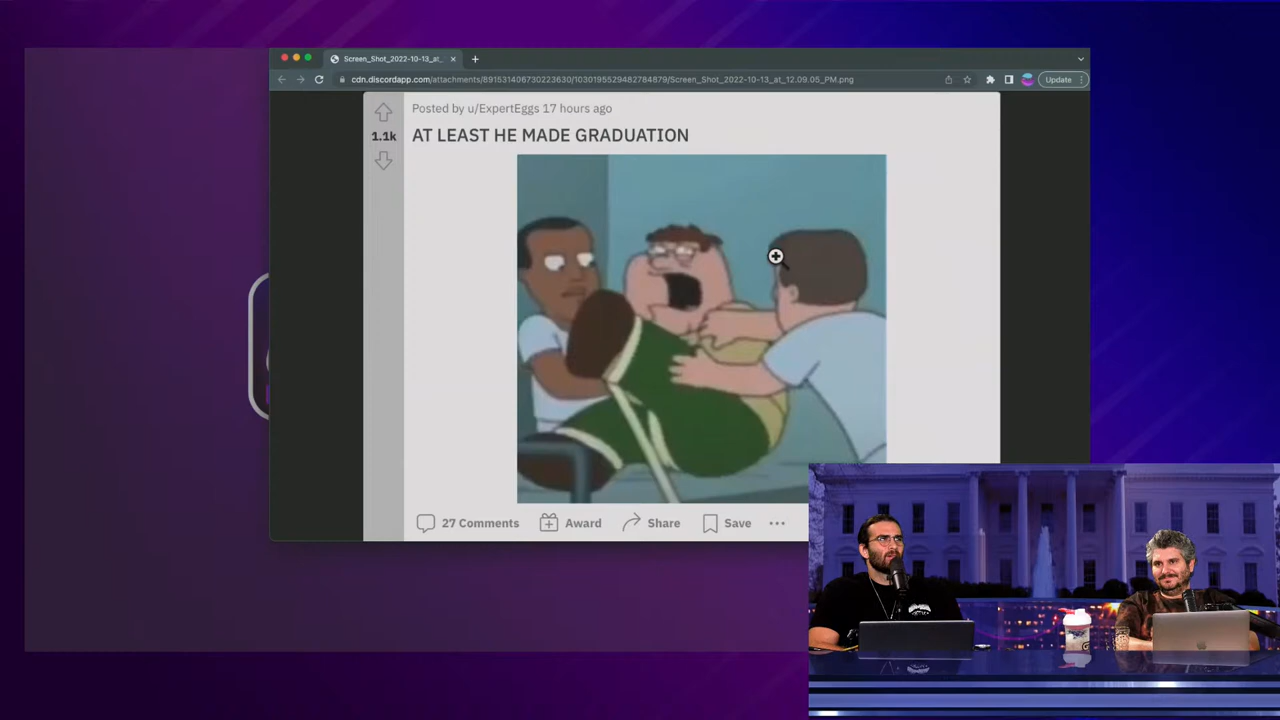 Screen_Shot_2022-10-13_at_
cdn.discordapp.com/attachments/891531406730223630/1030195529482784879/Screen_Shot_2022-10-13_at_12.09.05_PM.png
Update
Posted by u/ExpertEggs 17 hours ago
1.1k
AT LEAST HE MADE GRADUATION
27 Comments
Award
Share
Save